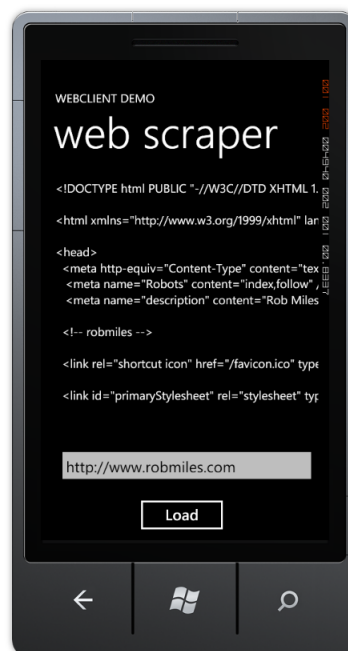 WEBCLIENT DEMO
web scraper
<!DOCTYPE html PUBLIC "-//W3C//DTD XHTML 1.
<html xmlns="http://www.w3.org/1999/xhtml" lan
<head>
<meta http-equiv="Content-Type" content="tex
<meta name="Robots" content="index,follow" /
<meta name="description" content="Rob Miles
<!-- robmiles -->
<link rel="shortcut icon" href="/favicon.ico" type
<link id="primaryStylesheet" rel="stylesheet" typ
http://www.robmiles.com
Load